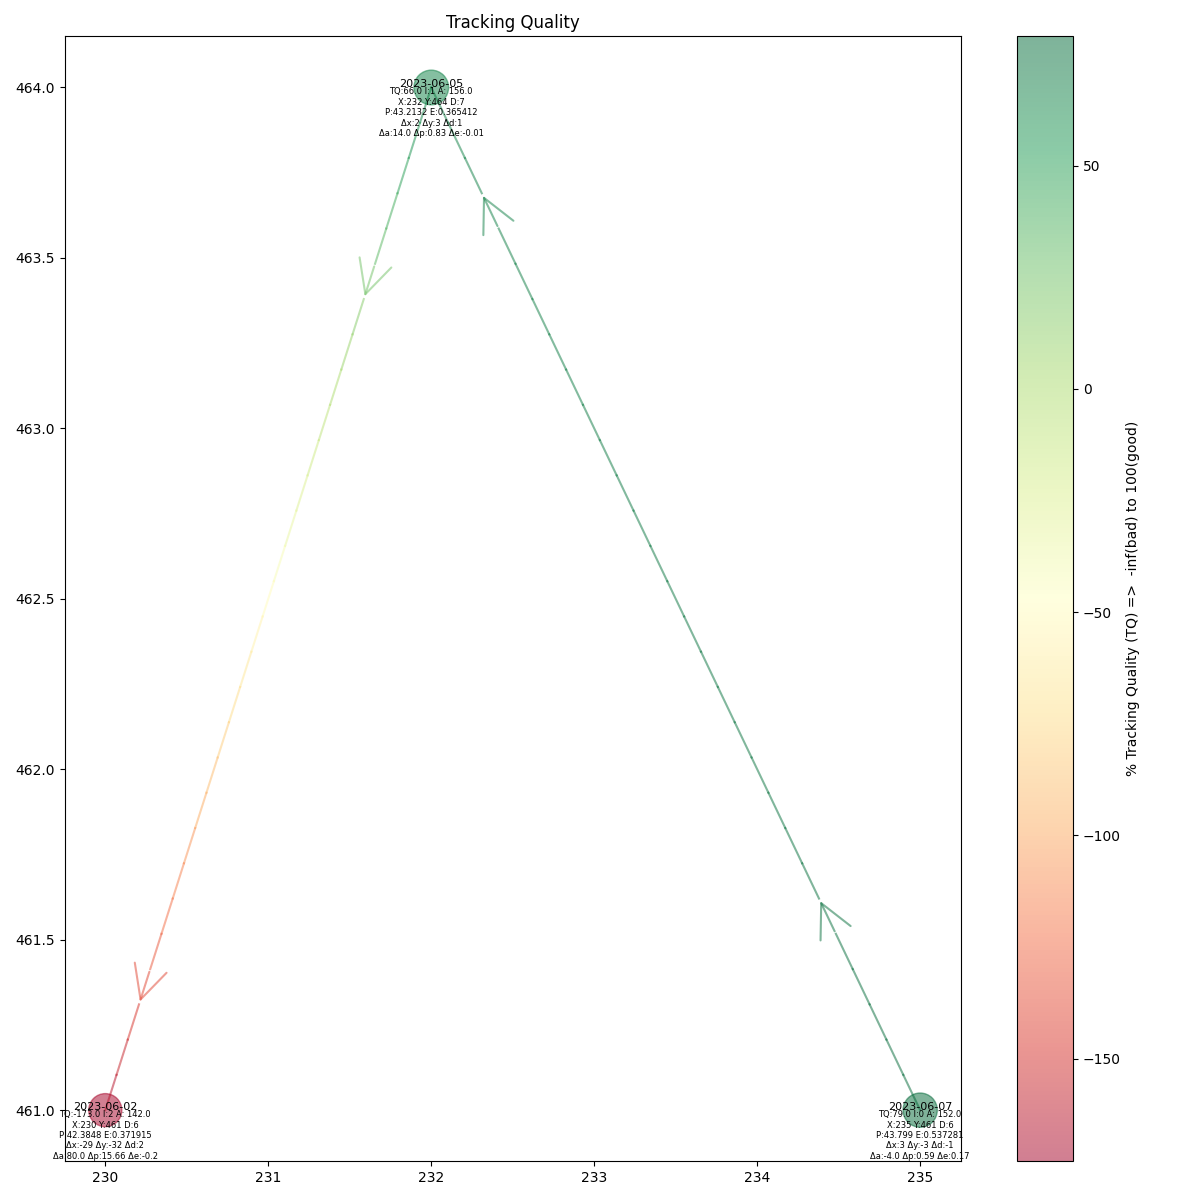 Tracking Quality
464.0
463.5
463.0
462.5
462.0
461.5
461.0
230
231
232
233
234
235
2023-06-05
TQ:66.0 I:1 A: 156.0
X:232 Y:464 D:7
P:43.2132 E:0.365412
Δx:2 Δy:3 Δd:1
Δa:14.0 Δp:0.83 Δe:-0.01
2023-06-02
TQ:-173.0 I:2 A: 142.0
X:230 Y:461 D:6
P:42.3848 E:0.371915
Δx:-29 Δy:-32 Δd:2
Δa:80.0 Δp:15.66 Δe:-0.2
2023-06-07
TQ:79.0 I:0 A: 152.0
X:235 Y:461 D:6
P:43.799 E:0.537281
Δx:3 Δy:-3 Δd:-1
Δa:-4.0 Δp:0.59 Δe:0.17
50
0
−50
−100
−150
% Tracking Quality (TQ) => -inf(bad) to 100(good)